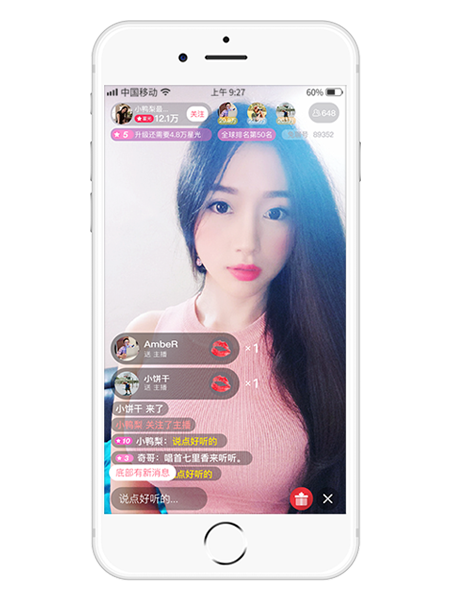 中国移动
上午 9:27
60%
小鸭梨最...
12.1万
关注
648
5 升级还需要4.8万星光
全球排名第50名
89352
AmbeR
送 主播
×1
小饼干
送 主播
×1
小饼干 来了
小鸭梨 关注了主播
10 小鸭梨：说点好听的
3 奇哥：唱首七里香来听听。
底部有新消息
点好听的
说点好听的...